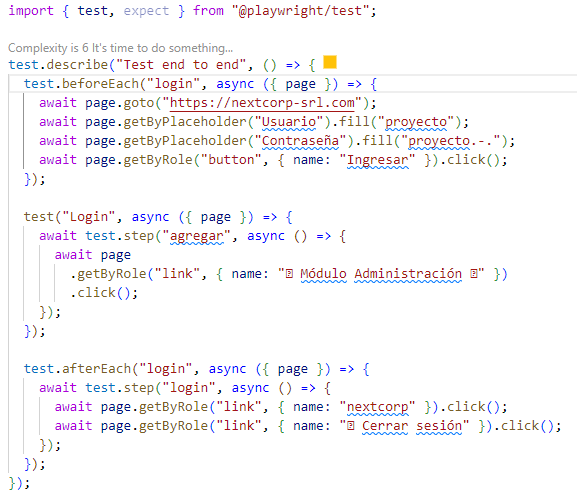 import { test, expect } from "@playwright/test";
Complexity is 6 It's time to do something...
test.describe("Test end to end", () => {
test.beforeEach("login", async ({ page }) => {
await page.goto("https://nextcorp-srl.com");
await page.getByPlaceholder("Usuario").fill("proyecto");
await page.getByPlaceholder("Contraseña").fill("proyecto.-.");
await page.getByRole("button", { name: "Ingresar" }).click();
});
test("Login", async ({ page }) => {
await test.step("agregar", async () => {
await page
.getByRole("link", { name: " Módulo Administración " })
.click();
});
});
test.afterEach("login", async ({ page }) => {
await test.step("login", async () => {
await page.getByRole("link", { name: "nextcorp" }).click();
await page.getByRole("link", { name: " Cerrar sesión" }).click();
});
});
});